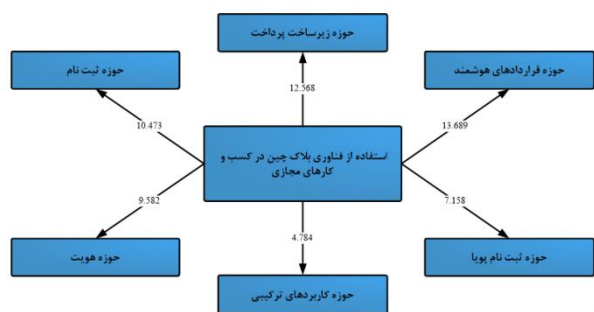 حوزه زیرساخت پرداخت
حوزه ثبت نام
حوزه قراردادهای هوشمند
12.568
10.473
13.689
استفاده از فناوری بلاک چین در کسب و
کارهای مجازی
9.582
7.158
4.784
حوزه هویت
حوزه ثبت نام پویا
حوزه کاربردهای ترکیبی